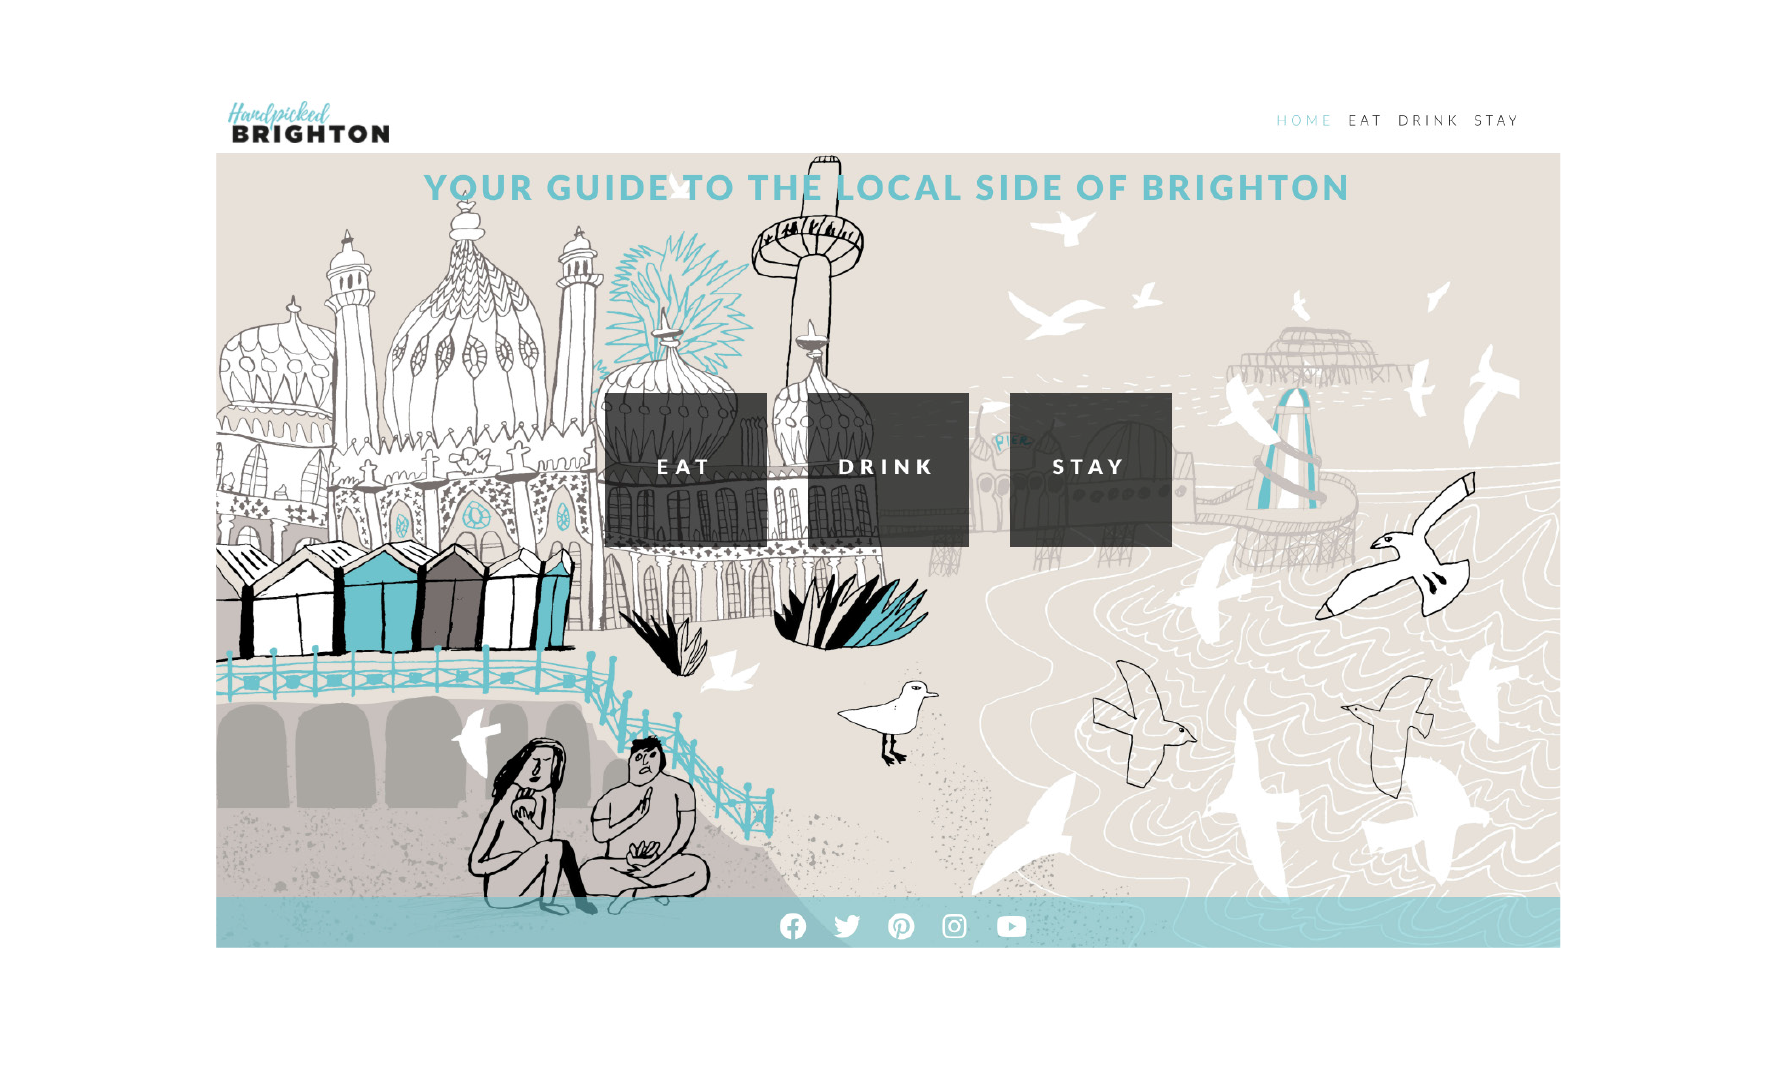 Handpicked
BRIGHTON
HOME EAT DRINK STAY
YOUR GUIDE TO THE LOCAL SIDE OF BRIGHTON
PIER
EAT DRINK STAY